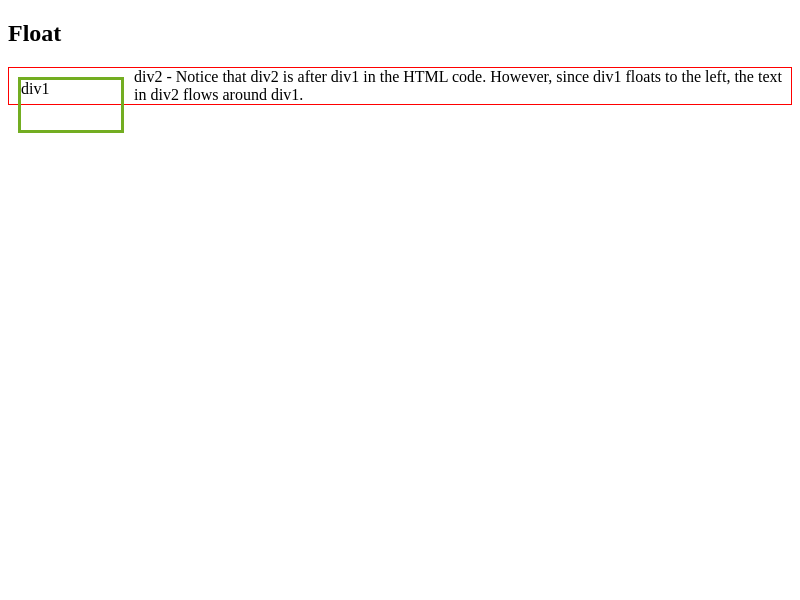 Float
div1
div2 - Notice that div2 is after div1 in the HTML code. However, since div1 floats to the left, the text
in div2 flows around div1.